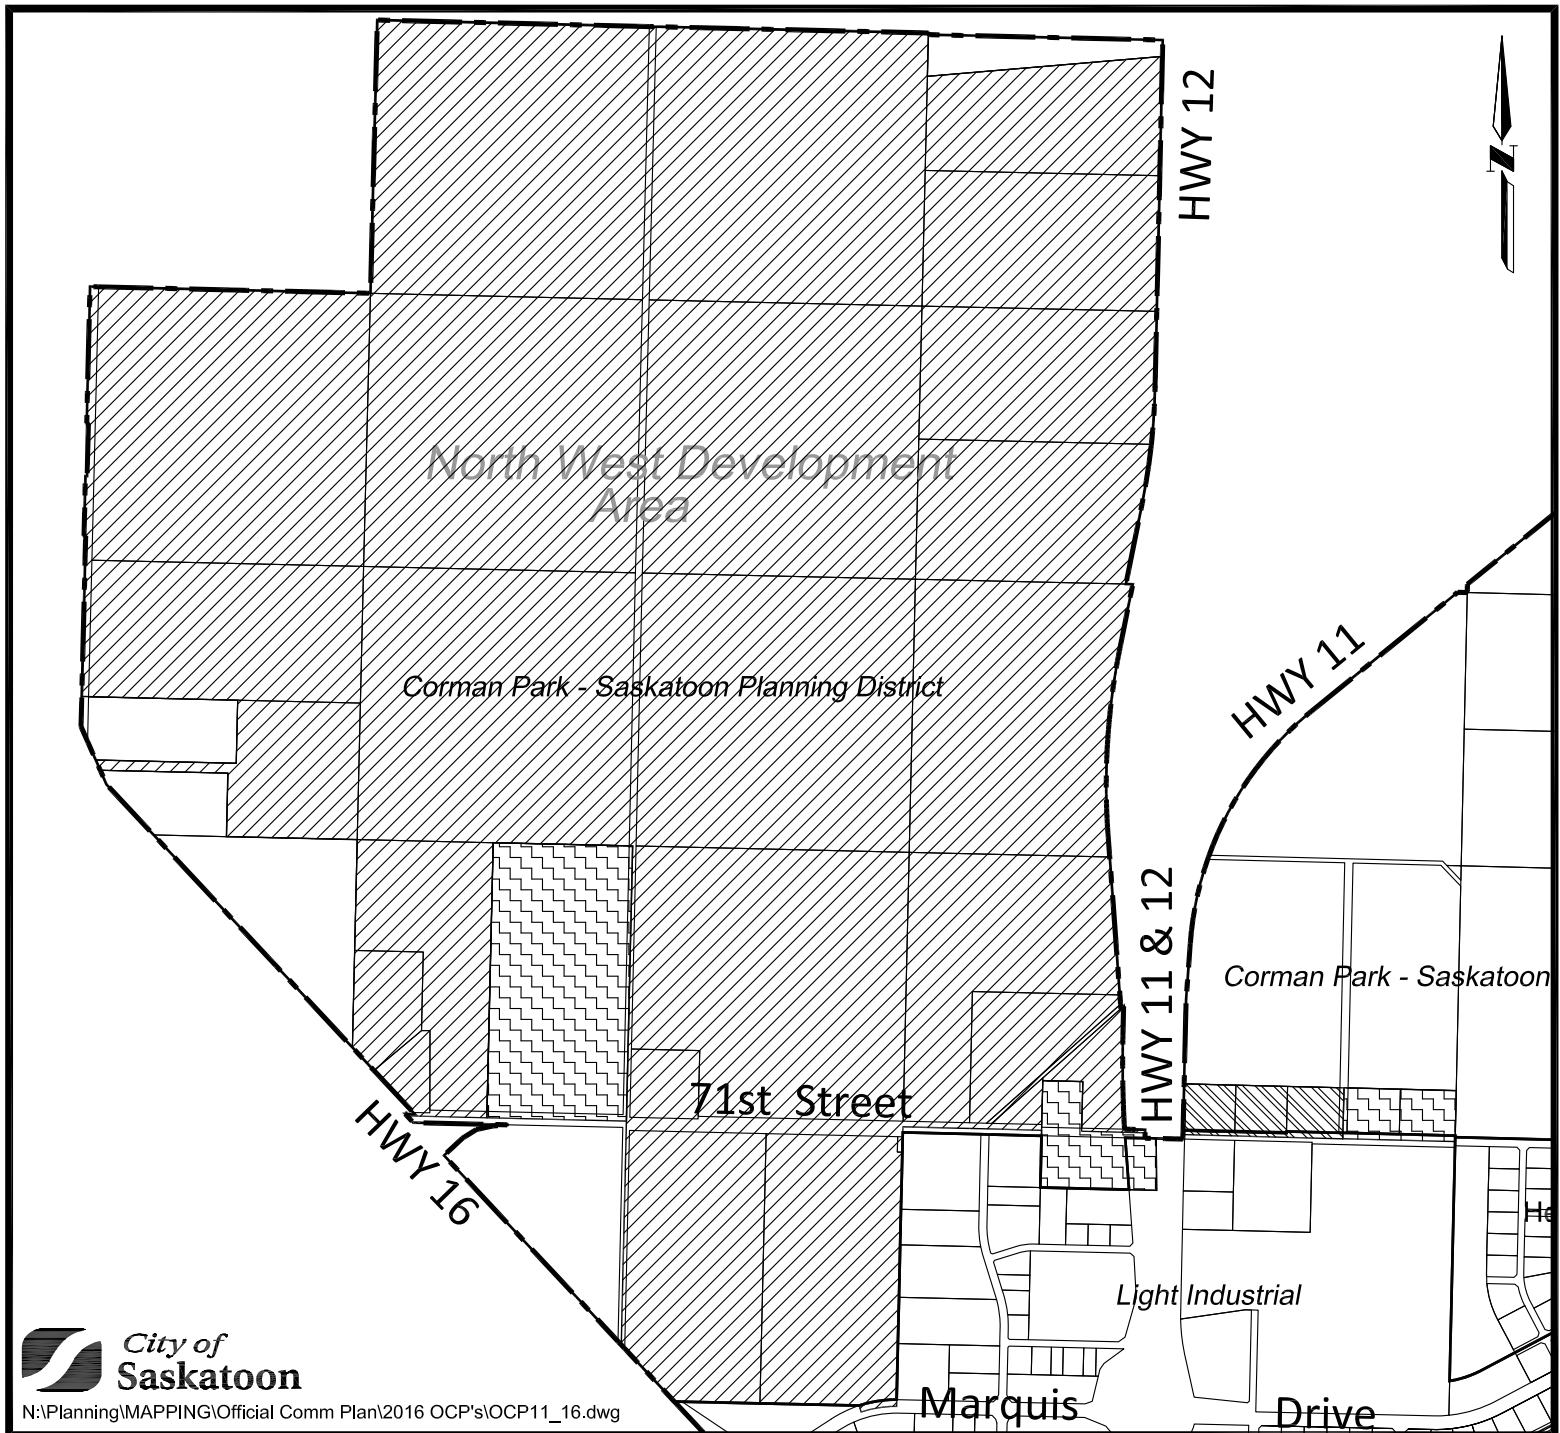 HWY 12
N
North West Development
Area
HWY 11
Corman Park - Saskatoon Planning District
HWY 11 & 12
Corman Park - Saskatoon
71st Street
HWY 16
Light Industrial
City of
Saskatoon
Marquis Drive
N:\Planning\MAPPING\Official Comm Plan\2016 OCP's\OCP11_16.dwg